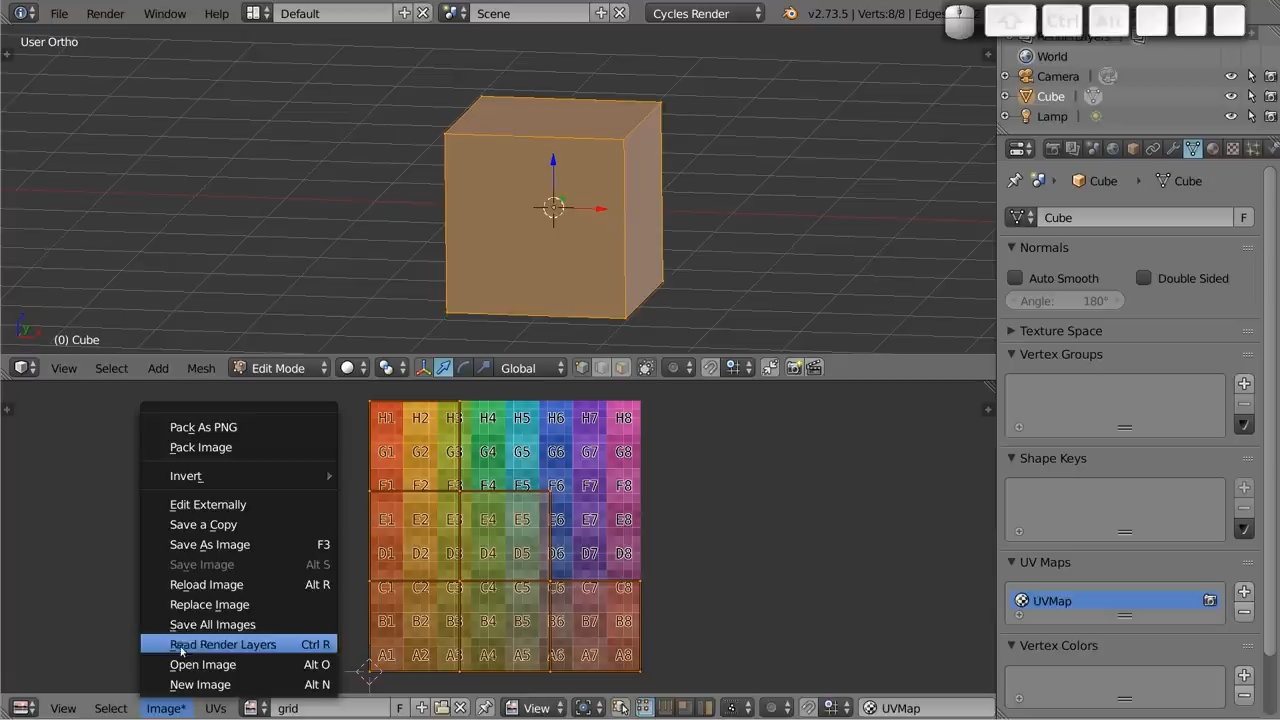 File Render Window Help Default Scene Cycles Render v2.73.5 | Verts:8/8 | Edges
Ctrl Alt
User Ortho
World
Camera
Cube
Lamp
Cube Cube
Cube F
Normals
Auto Smooth Double Sided
Angle: 180°
Texture Space
Vertex Groups
(0) Cube
View Select Add Mesh Edit Mode Global
Shape Keys
UV Maps
UVMap
Vertex Colors
Pack As PNG
Pack Image
Invert
Edit Externally
Save a Copy
Save As Image F3
Save Image Alt S
Reload Image Alt R
Replace Image
Save All Images
Read Render Layers Ctrl R
Open Image Alt O
New Image Alt N
H1 H2 H3 H4 H5 H6 H7 H8
G1 G2 G3 G4 G5 G6 G7 G8
F1 F2 F3 F4 F5 F6 F7 F8
E1 E2 E3 E4 E5 E6 E7 E8
D1 D2 D3 D4 D5 D6 D7 D8
C1 C2 C3 C4 C5 C6 C7 C8
B1 B2 B3 B4 B5 B6 B7 B8
A1 A2 A3 A4 A5 A6 A7 A8
View Select Image* UVs grid F View UVMap